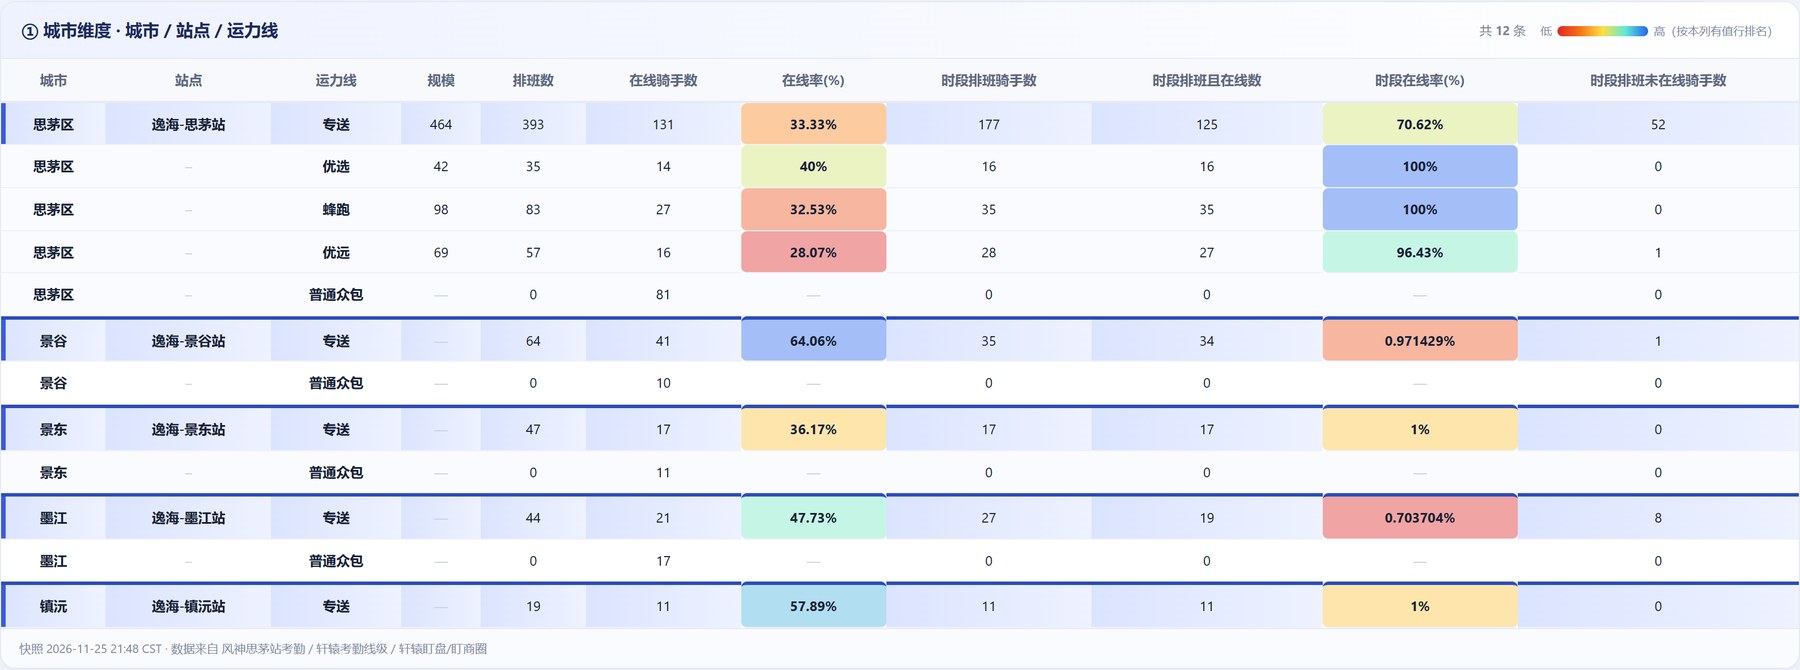 ① 城市维度 · 城市 / 站点 / 运力线 共 12 条 低 高 (按本列有值行排名)
城市 站点 运力线 规模 排班数 在线骑手数 在线率(%) 时段排班骑手数 时段排班且在线数 时段在线率(%) 时段排班未在线骑手数
思茅区 逸海-思茅站 专送 464 393 131 33.33% 177 125 70.62% 52
思茅区 – 优选 42 35 14 40% 16 16 100% 0
思茅区 – 蜂跑 98 83 27 32.53% 35 35 100% 0
思茅区 – 优远 69 57 16 28.07% 28 27 96.43% 1
思茅区 – 普通众包 — 0 81 — 0 0 — 0
景谷 逸海-景谷站 专送 — 64 41 64.06% 35 34 0.971429% 1
景谷 – 普通众包 — 0 10 — 0 0 — 0
景东 逸海-景东站 专送 — 47 17 36.17% 17 17 1% 0
景东 – 普通众包 — 0 11 — 0 0 — 0
墨江 逸海-墨江站 专送 — 44 21 47.73% 27 19 0.703704% 8
墨江 – 普通众包 — 0 17 — 0 0 — 0
镇沅 逸海-镇沅站 专送 — 19 11 57.89% 11 11 1% 0
快照 2026-11-25 21:48 CST · 数据来自 风神思茅站考勤 / 轩辕考勤线级 / 轩辕盯盘/盯商圈